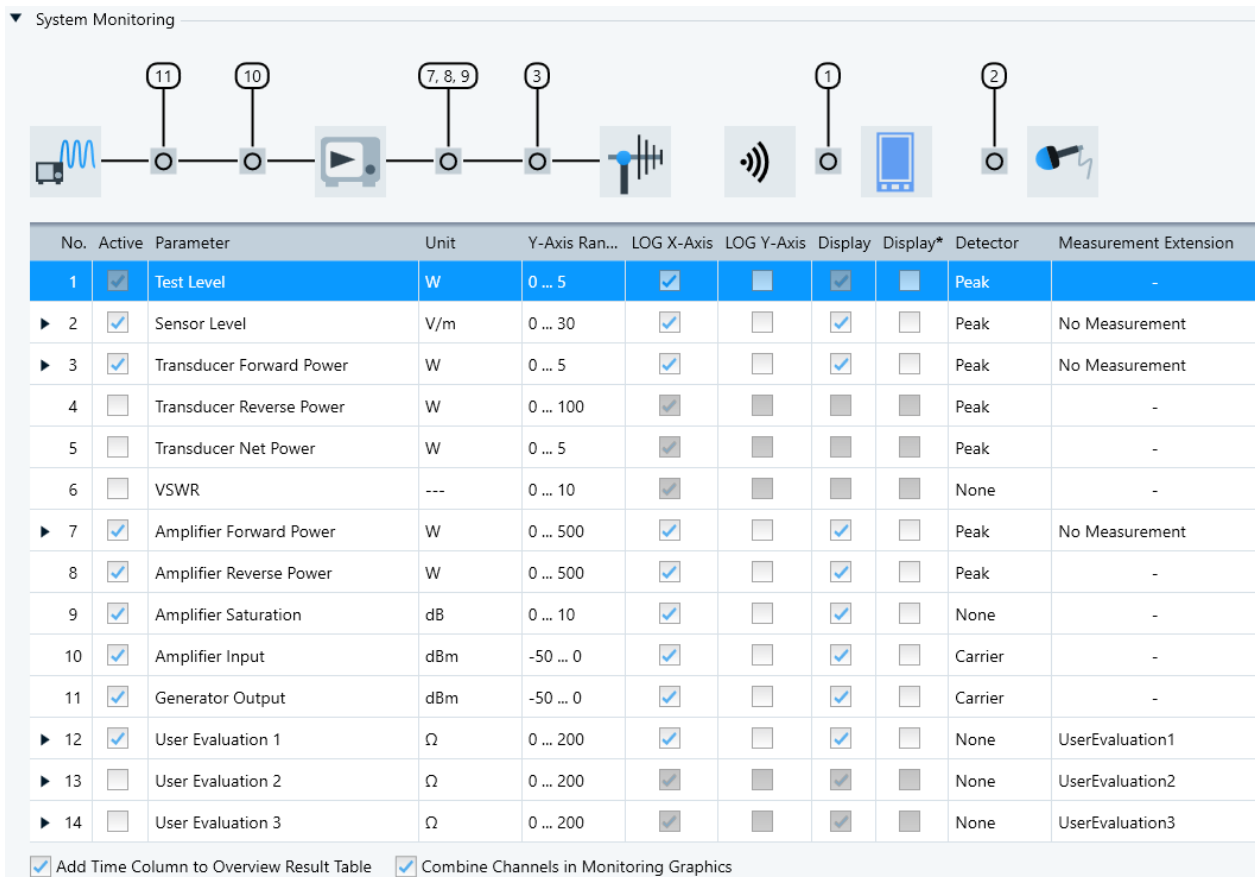 System Monitoring
11 10 7, 8, 9 3 1 2
No. Active Parameter Unit Y-Axis Ran... LOG X-Axis LOG Y-Axis Display Display* Detector Measurement Extension
1 Test Level W 0 ... 5 Peak -
2 Sensor Level V/m 0 ... 30 Peak No Measurement
3 Transducer Forward Power W 0 ... 5 Peak No Measurement
4 Transducer Reverse Power W 0 ... 100 Peak -
5 Transducer Net Power W 0 ... 5 Peak -
6 VSWR --- 0 ... 10 None -
7 Amplifier Forward Power W 0 ... 500 Peak No Measurement
8 Amplifier Reverse Power W 0 ... 500 Peak -
9 Amplifier Saturation dB 0 ... 10 None -
10 Amplifier Input dBm -50 ... 0 Carrier -
11 Generator Output dBm -50 ... 0 Carrier -
12 User Evaluation 1 Ω 0 ... 200 None UserEvaluation1
13 User Evaluation 2 Ω 0 ... 200 None UserEvaluation2
14 User Evaluation 3 Ω 0 ... 200 None UserEvaluation3
Add Time Column to Overview Result Table Combine Channels in Monitoring Graphics